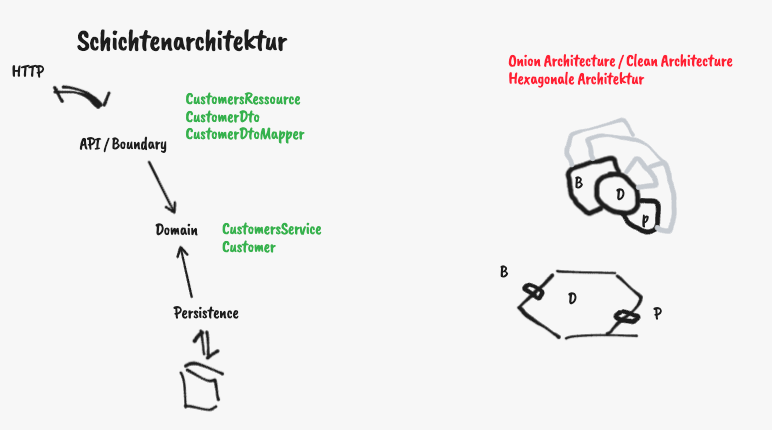 Schichtenarchitektur
HTTP
CustomersRessource
CustomerDto
CustomerDtoMapper
API / Boundary
Domain
CustomersService
Customer
Persistence
Onion Architecture / Clean Architecture
Hexagonale Architektur
B
D
P
B
D
P